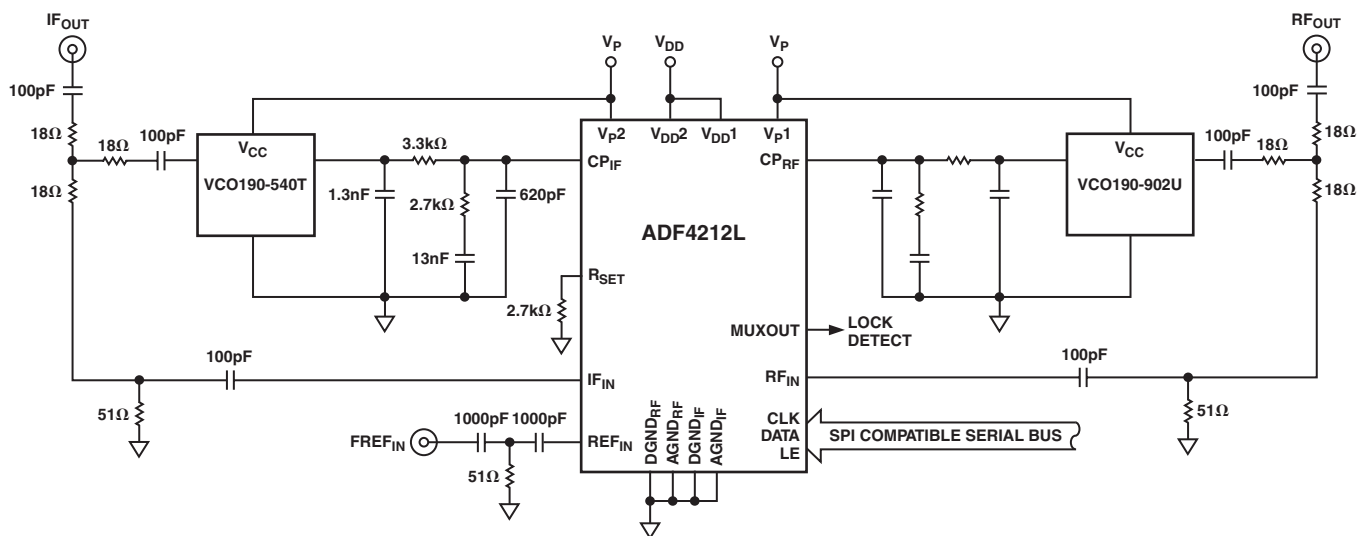 IFOUT
RFOUT
VP
VDD
VP
100pF
100pF
18Ω
18Ω
100pF
VCC
VCO190-540T
3.3kΩ
1.3nF
2.7kΩ
620pF
13nF
VP2
VDD2
VDD1
VP1
CPIF
CPRF
ADF4212L
RSET
2.7kΩ
MUXOUT
LOCK
DETECT
VCC
VCO190-902U
100pF
18Ω
18Ω
18Ω
18Ω
100pF
IFIN
51Ω
RFIN
100pF
51Ω
FREFIN
1000pF
1000pF
REFIN
51Ω
DGNDRF
AGNDRF
DGNDIF
AGNDIF
CLK
DATA
LE
SPI COMPATIBLE SERIAL BUS